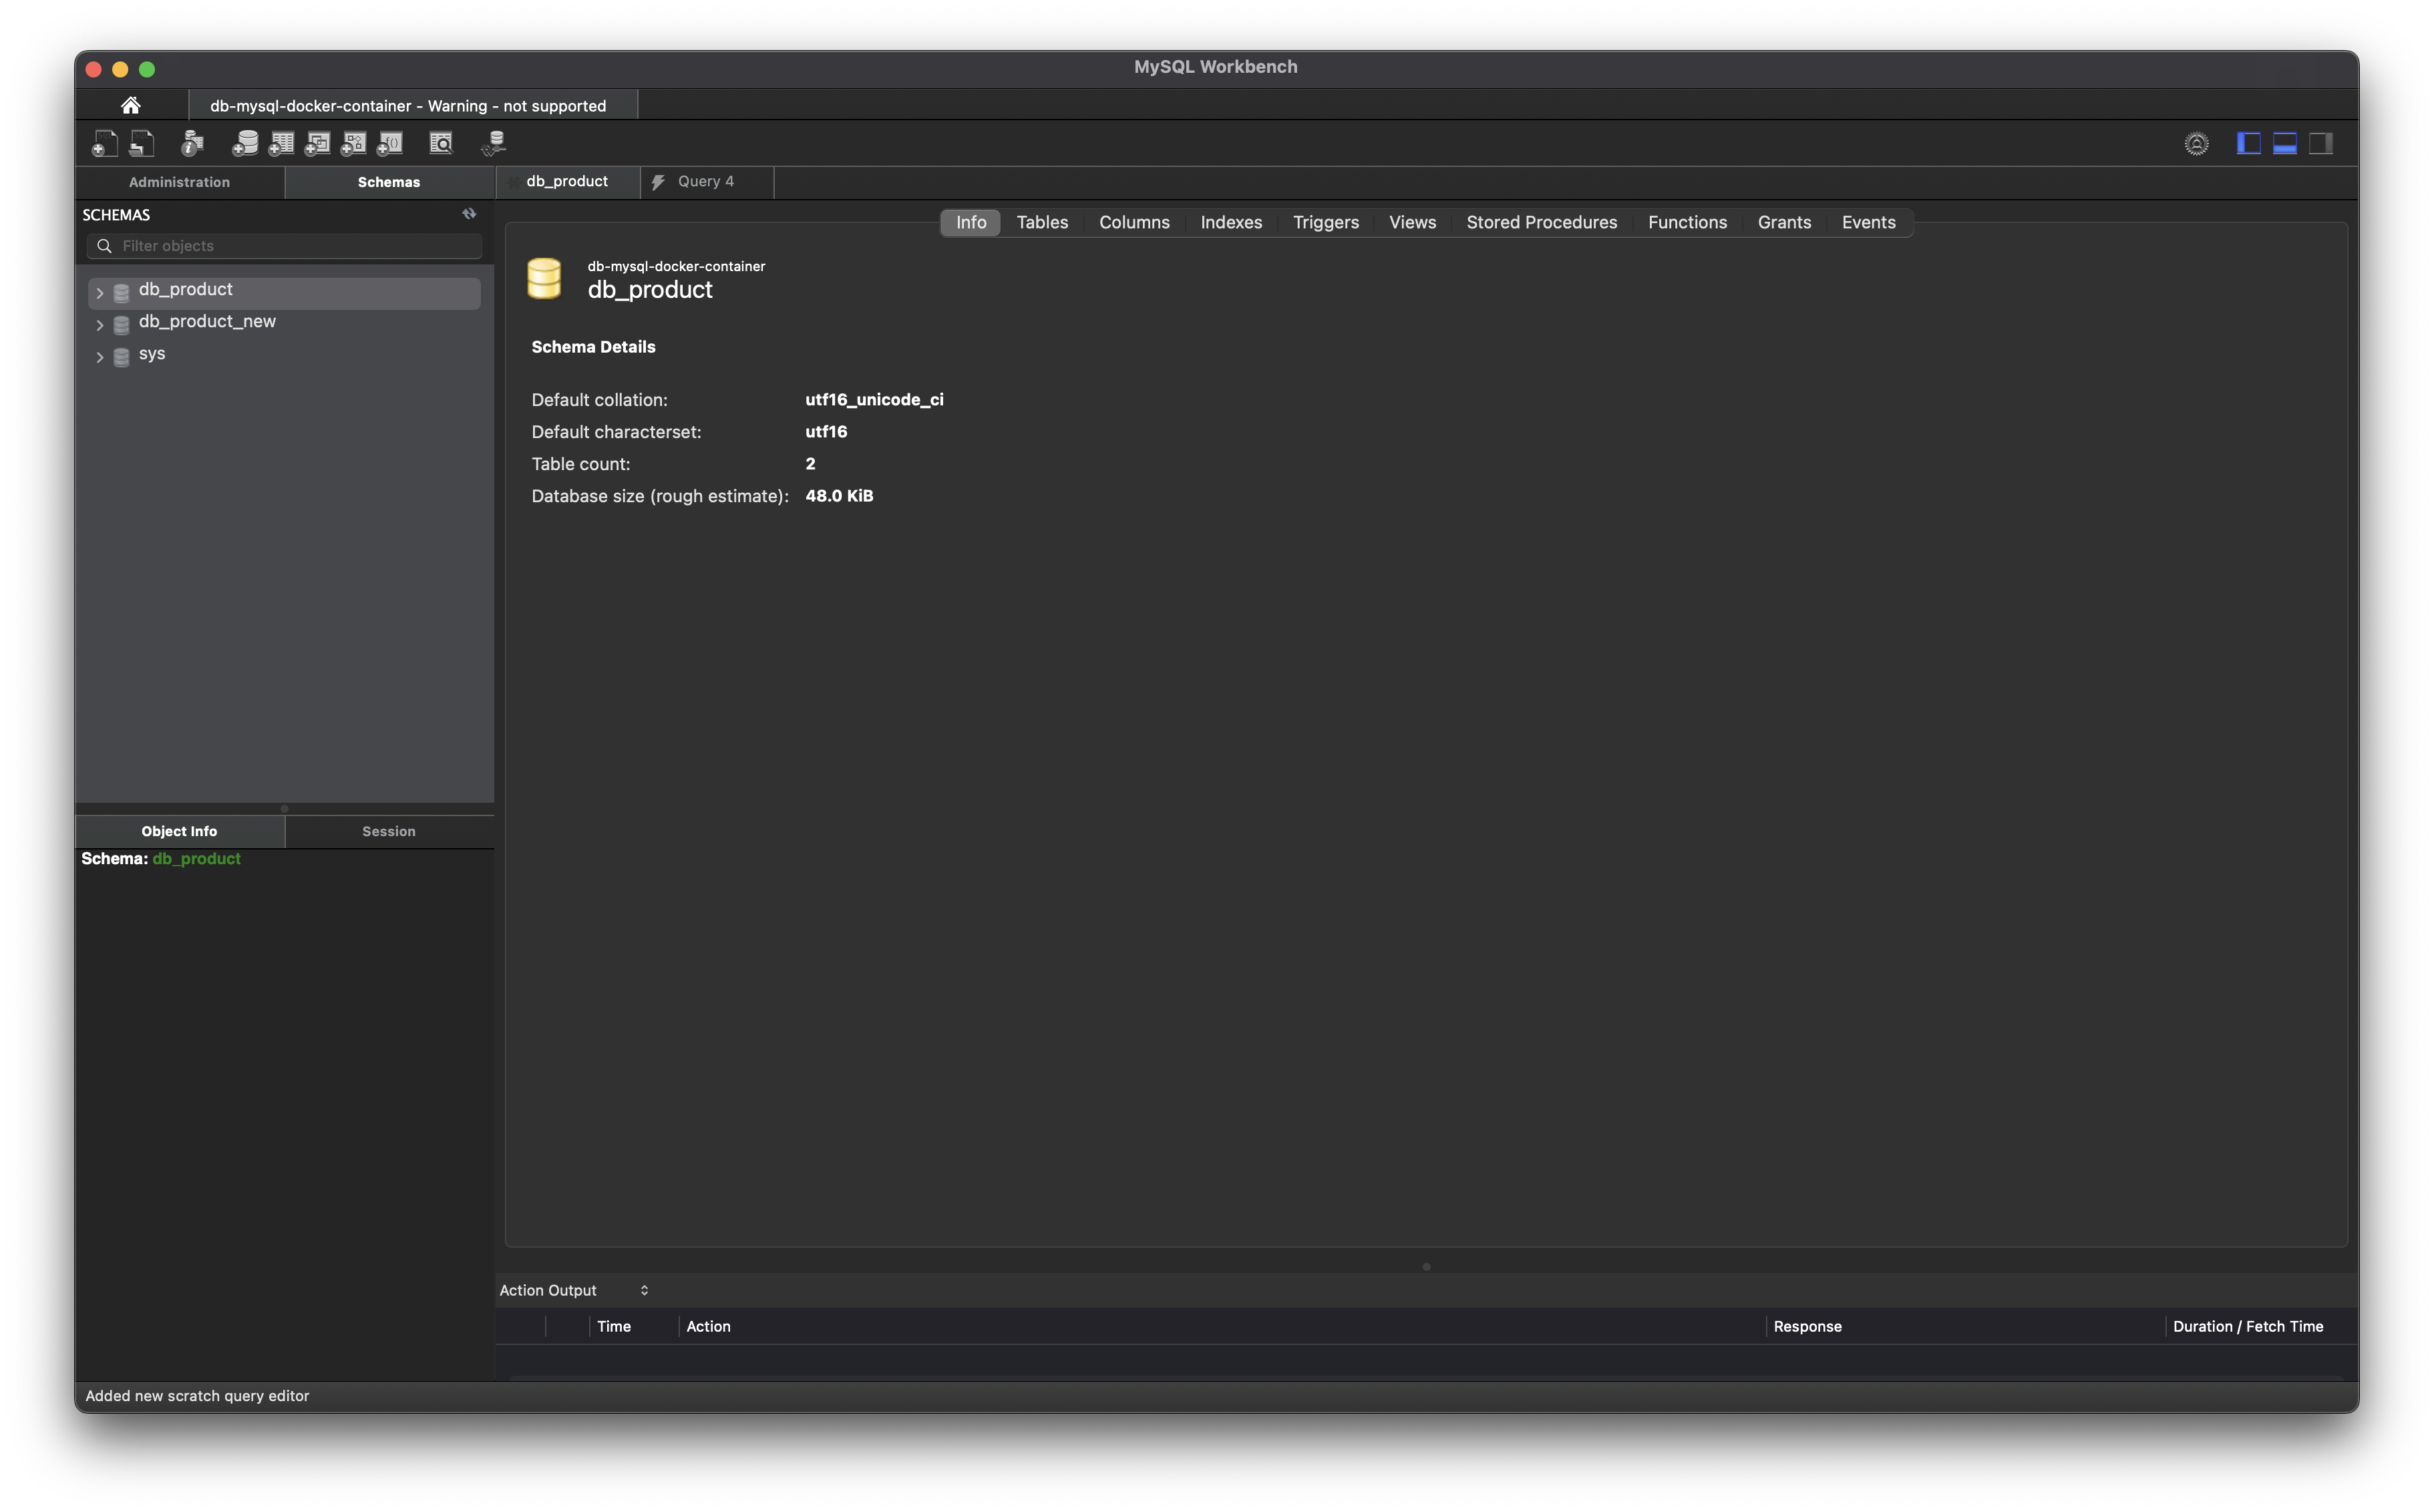 MySQL Workbench
db-mysql-docker-container - Warning - not supported
Administration
Schemas
db_product
Query 4
SCHEMAS
Filter objects
db_product
db_product_new
sys
Info
Tables
Columns
Indexes
Triggers
Views
Stored Procedures
Functions
Grants
Events
db-mysql-docker-container
db_product
Schema Details
Default collation: utf16_unicode_ci
Default characterset: utf16
Table count: 2
Database size (rough estimate): 48.0 KiB
Object Info
Session
Schema: db_product
Action Output
Time
Action
Response
Duration / Fetch Time
Added new scratch query editor